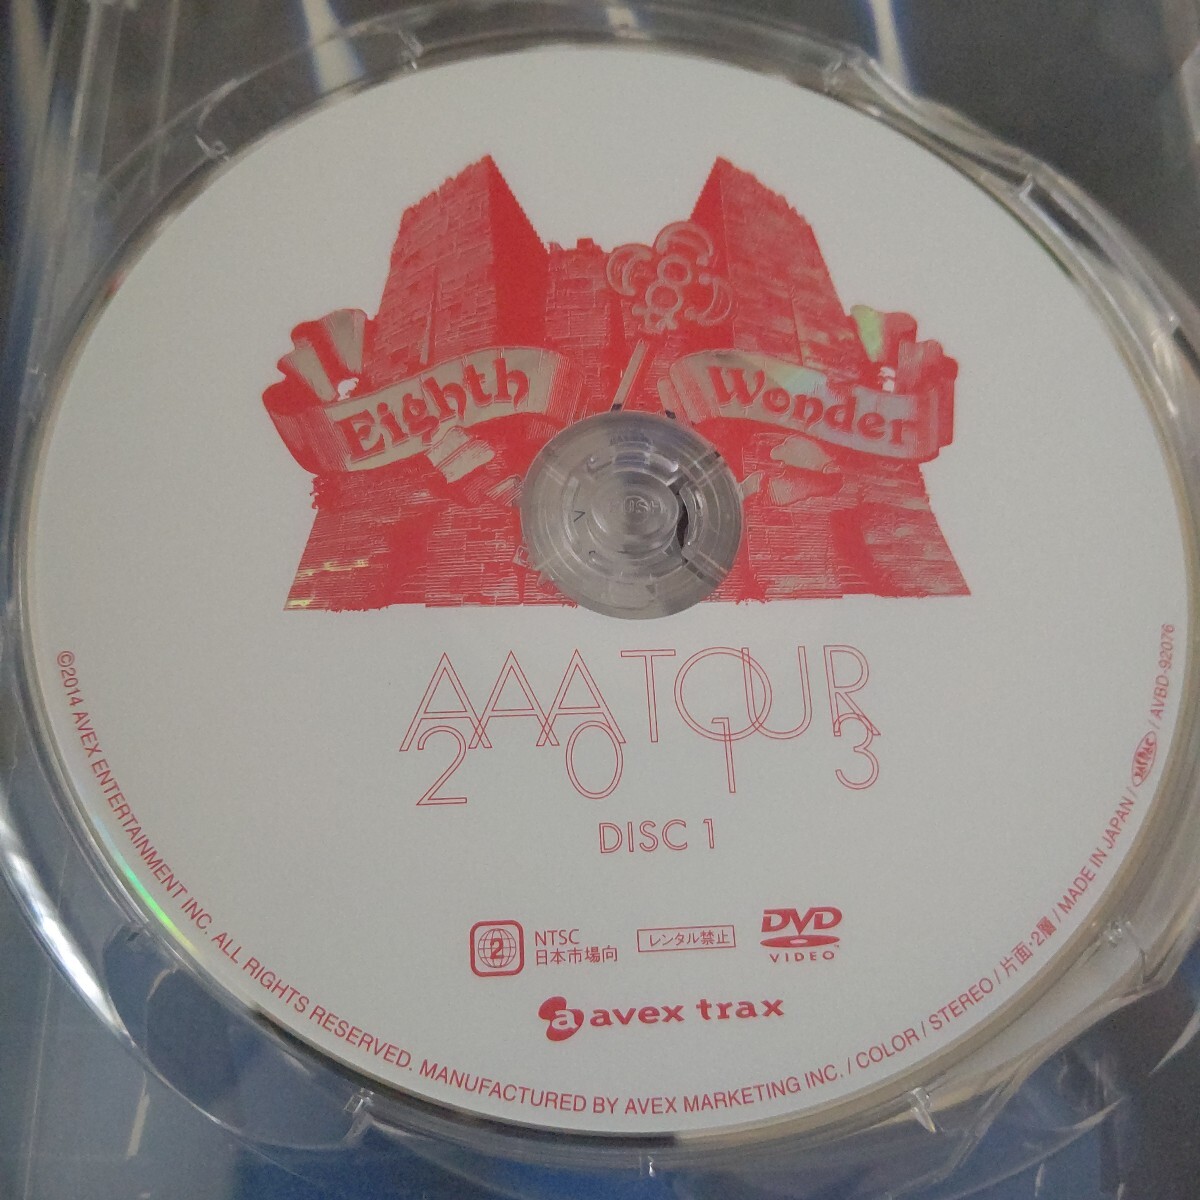 Eighth Wonder
PUSH
AAA TOUR
2013
DISC 1
2
NTSC
日本市場向
レンタル禁止
DVD
VIDEO
a avex trax
©2014 AVEX ENTERTAINMENT INC. ALL RIGHTS RESERVED. MANUFACTURED BY AVEX MARKETING INC. / COLOR / STEREO / 片面・2層 / MADE IN JAPAN / JASRAC / AVBD-92076